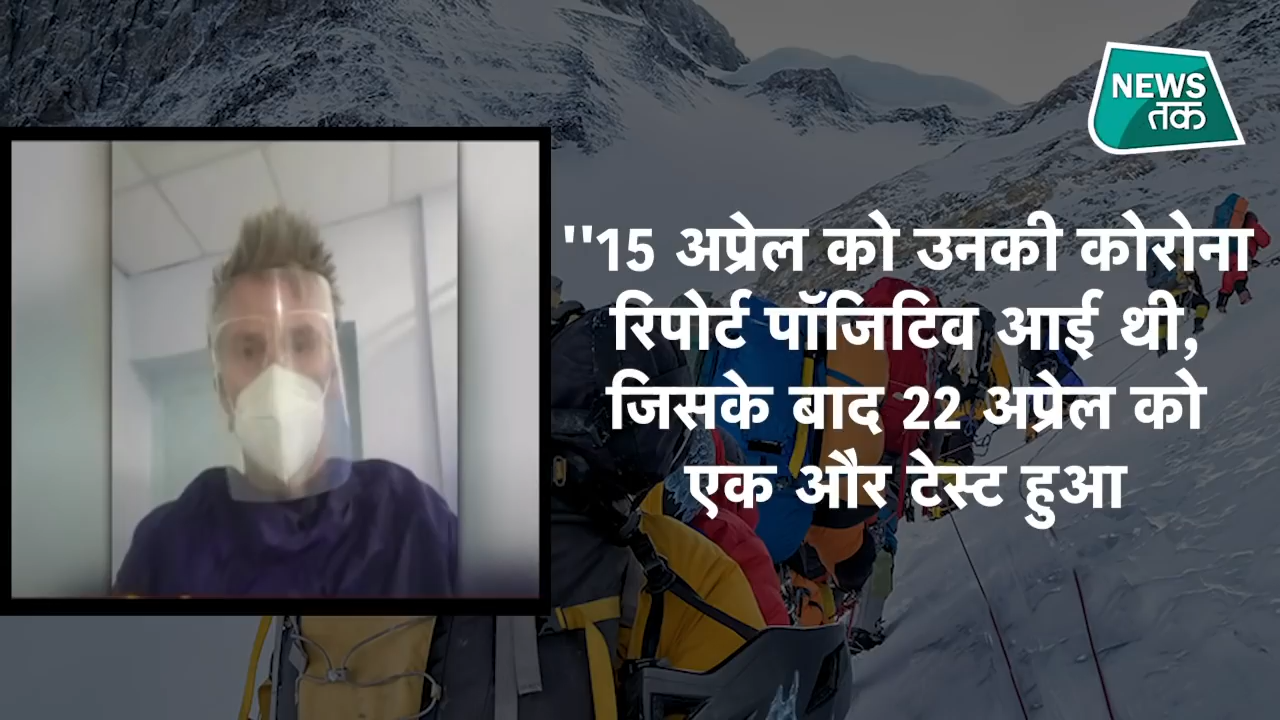 NEWS
तक
''15 अप्रेल को उनकी कोरोना
रिपोर्ट पॉजिटिव आई थी,
जिसके बाद 22 अप्रेल को
एक और टेस्ट हुआ